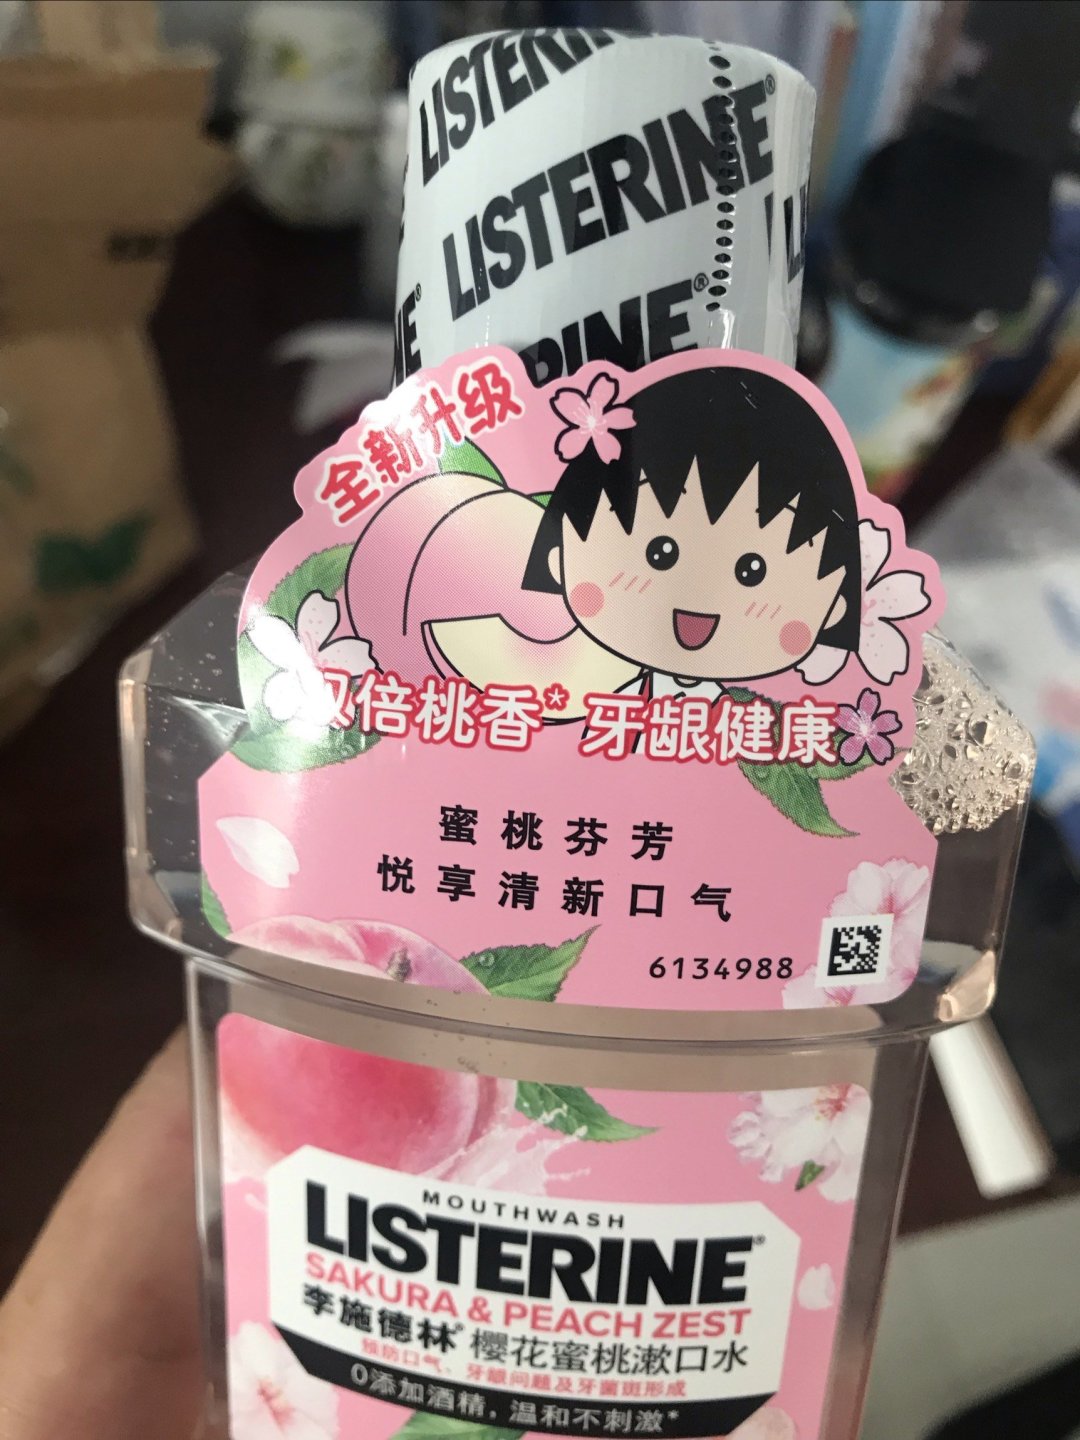 LISTERINE
LISTERINE®
LISTERINE®
全新升级
双倍桃香* 牙龈健康
蜜桃芬芳
悦享清新口气
6134988
MOUTHWASH
LISTERINE®
SAKURA & PEACH ZEST
李施德林® 樱花蜜桃漱口水
预防口气、牙龈问题及牙菌斑形成
0添加酒精，温和不刺激*